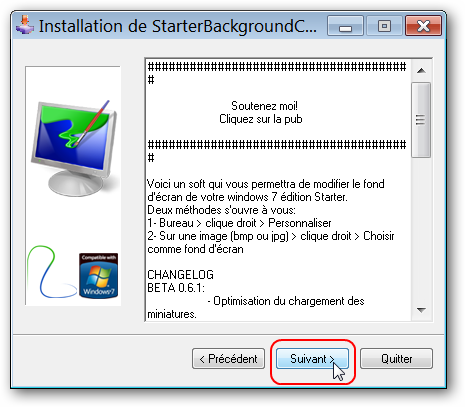 Installation de StarterBackgroundC...
##########################################
#
Soutenez moi!
Cliquez sur la pub
##########################################
#
Voici un soft qui vous permettra de modifier le fond
d'écran de votre windows 7 édition Starter.
Deux méthodes s'ouvre à vous:
1- Bureau > clique droit > Personnaliser
2- Sur une image (bmp ou jpg) > clique droit > Choisir
comme fond d'écran
CHANGELOG
BETA 0.6.1:
- Optimisation du chargement des
miniatures.
Compatible with
Windows 7
< Précédent
Suivant >
Quitter